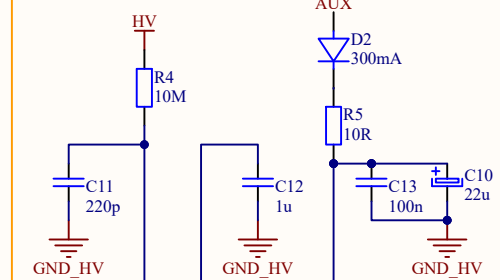 AUX
HV
D2
300mA
R4
10M
R5
10R
C11
220p
C12
1u
C13
100n
C10
22u
GND_HV
GND_HV
GND_HV